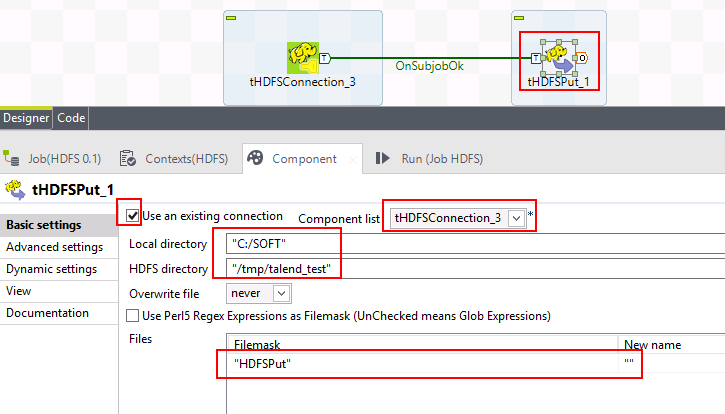 T
T
O
OnSubjobOk
tHDFSConnection_3
tHDFSPut_1
Designer Code
Job(HDFS 0.1) Contexts(HDFS) Component Run (Job HDFS)
tHDFSPut_1
Basic settings
Advanced settings
Dynamic settings
View
Documentation
Use an existing connection Component list tHDFSConnection_3 *
Local directory "C:/SOFT"
HDFS directory "/tmp/talend_test"
Overwrite file never
Use Perl5 Regex Expressions as Filemask (UnChecked means Glob Expressions)
Files Filemask New name
"HDFSPut" ""